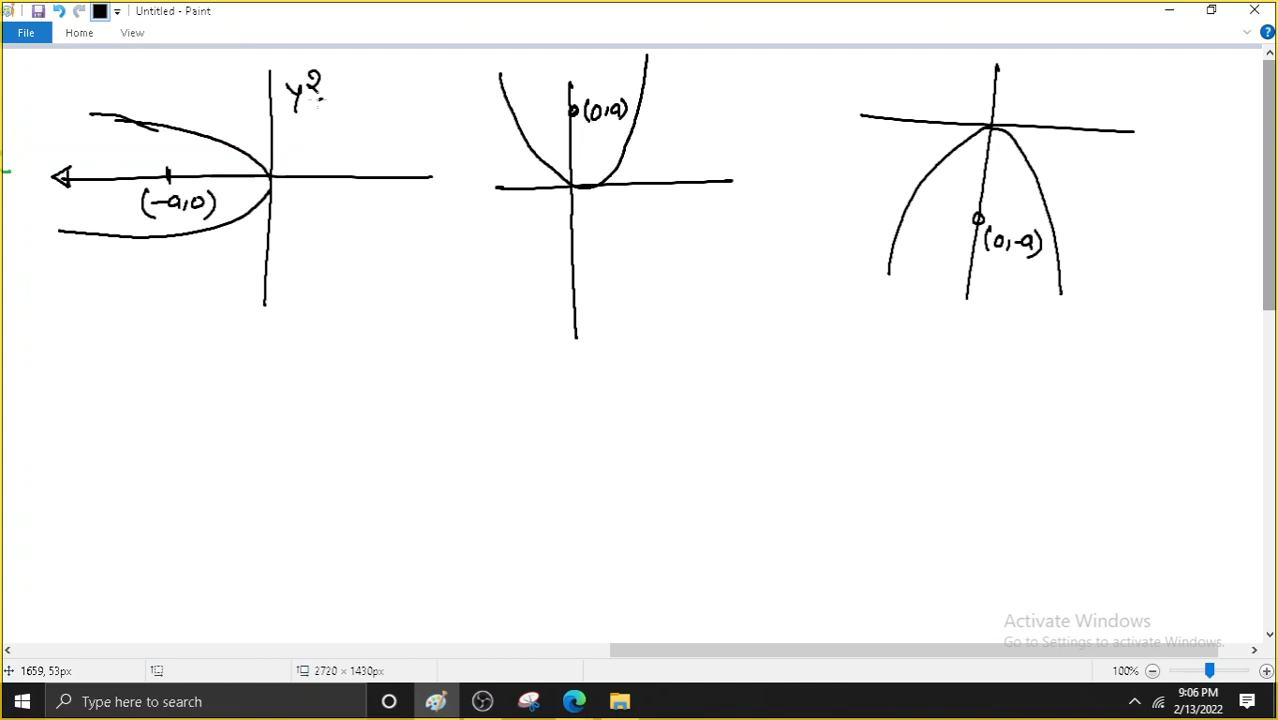 Untitled - Paint
File Home View
y²
(0,a)
(-a,0)
(0,-a)
Activate Windows
Go to Settings to activate Windows.
1659, 53px
2720 × 1430px
100%
Type here to search
9:06 PM
2/13/2022